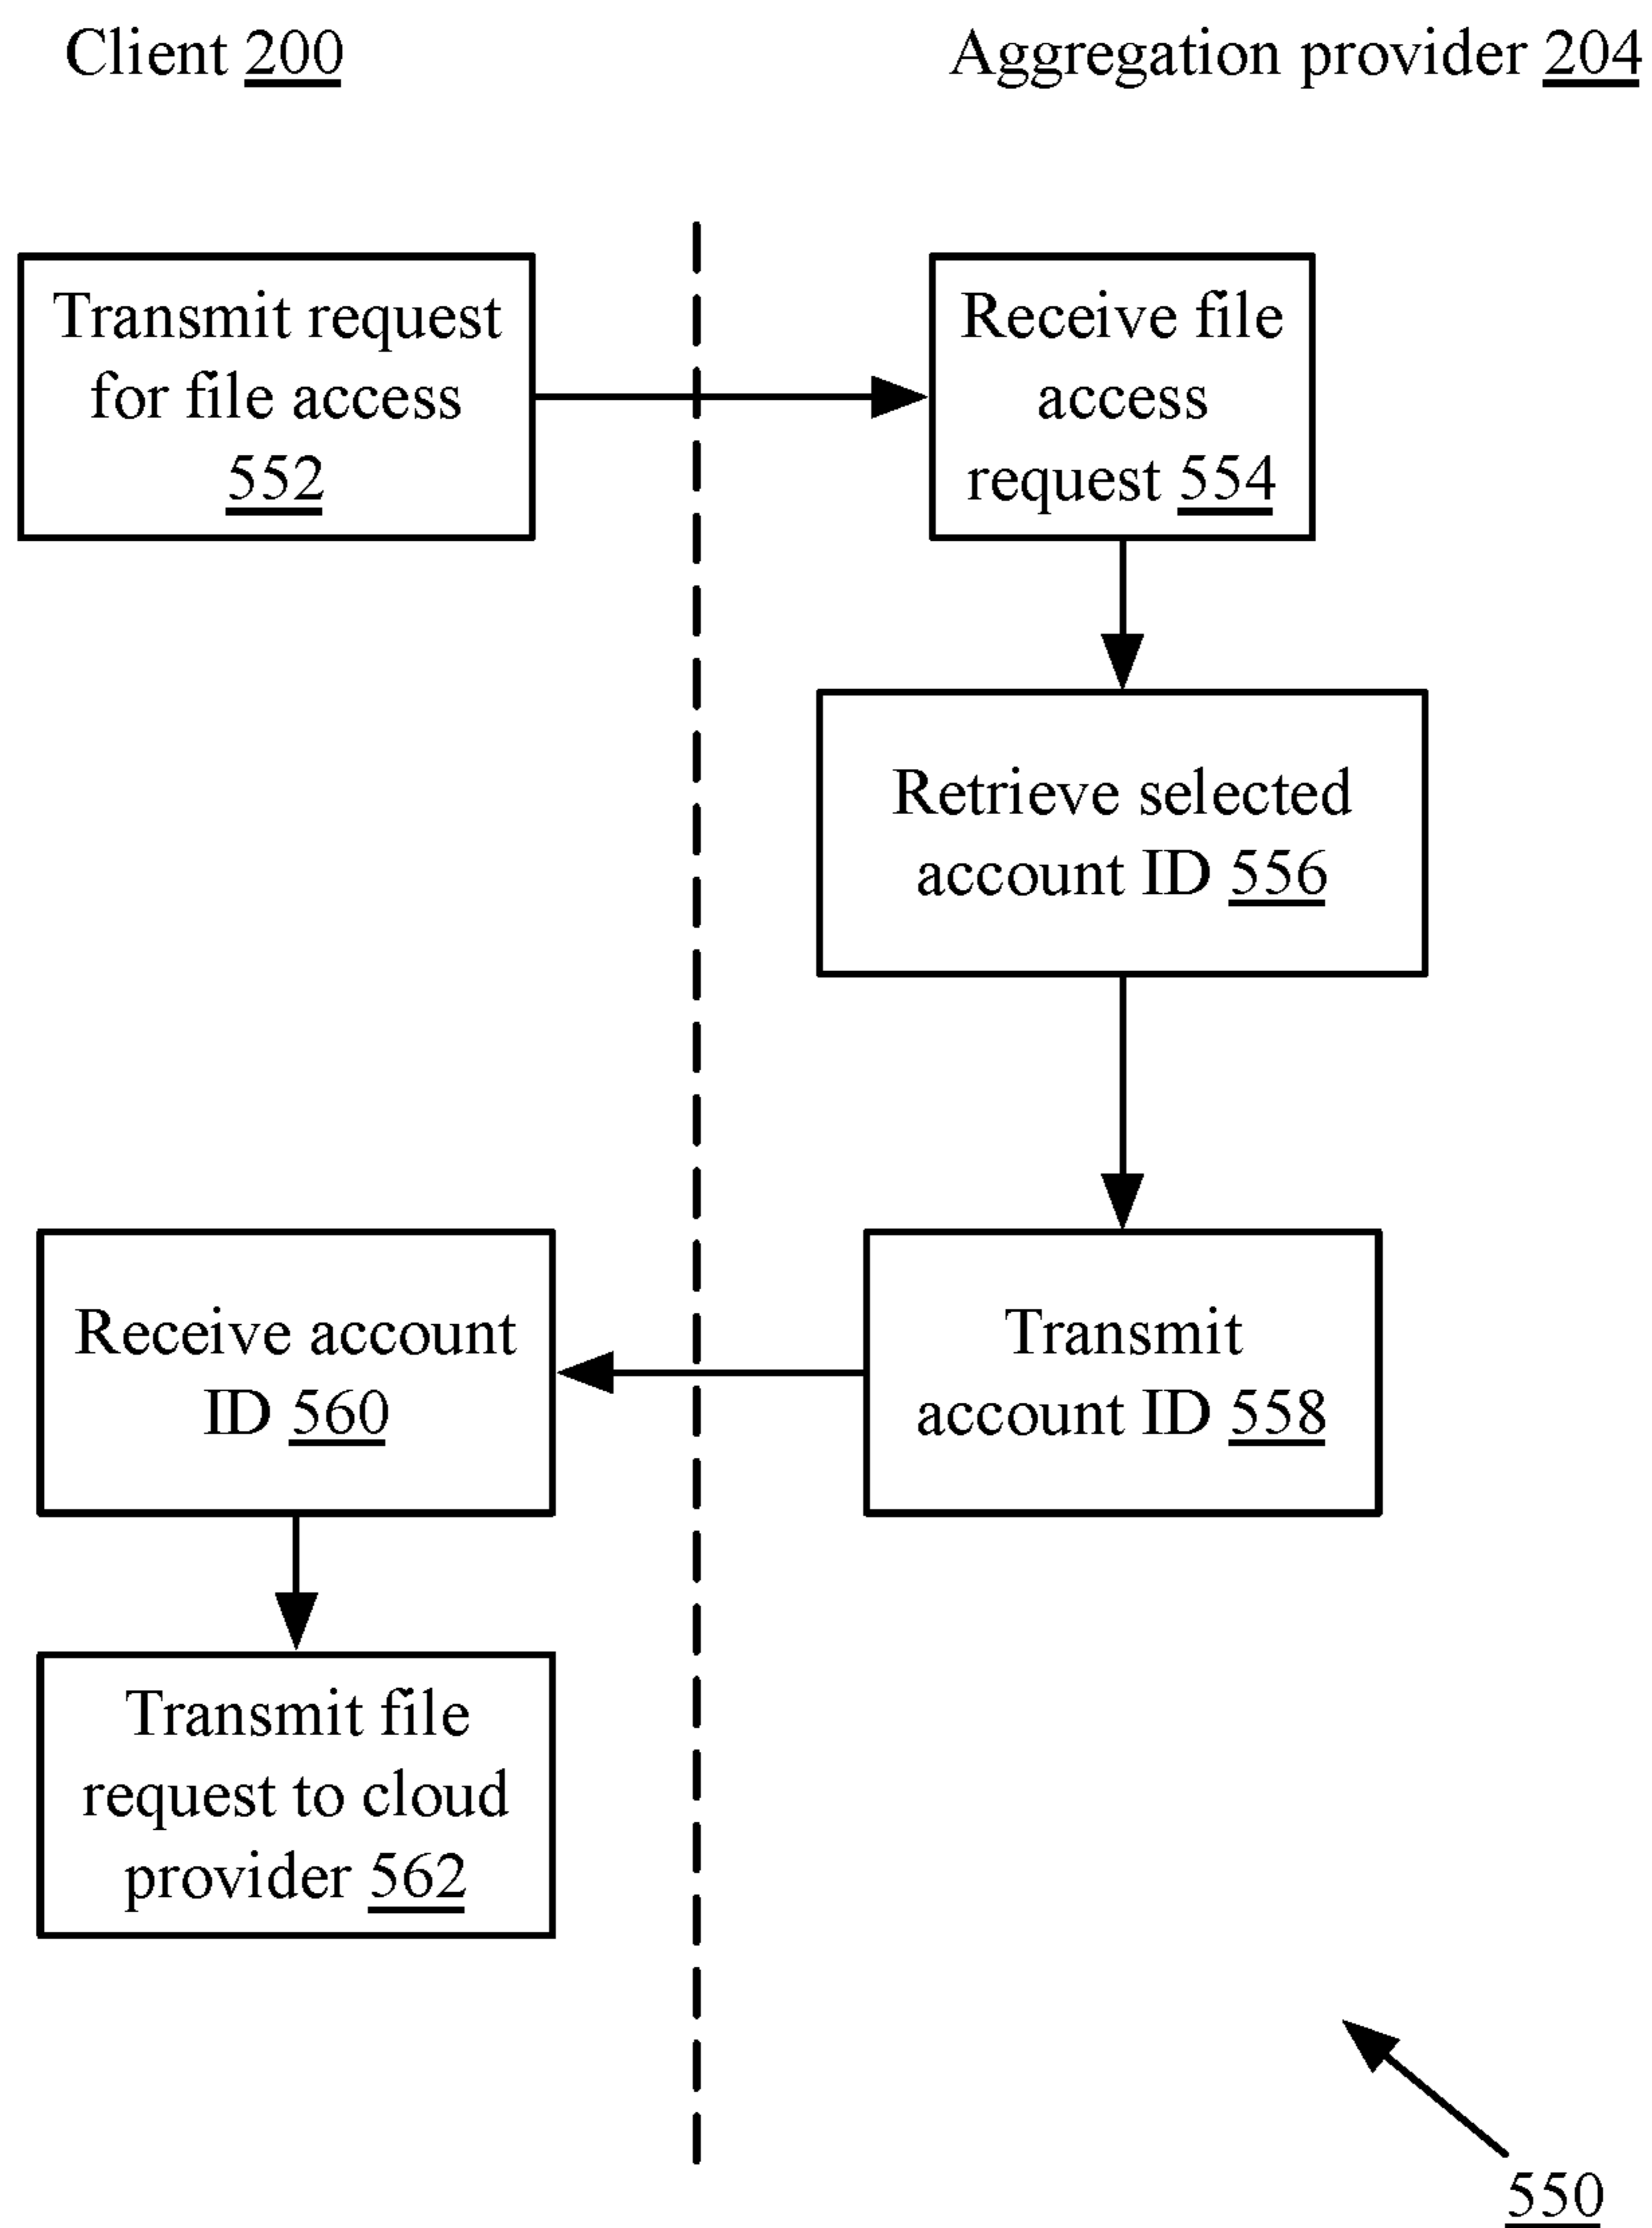 Client 200
Aggregation provider 204
Transmit request
for file access
552
Receive file
access
request 554
Retrieve selected
account ID 556
Transmit
account ID 558
Receive account
ID 560
Transmit file
request to cloud
provider 562
550